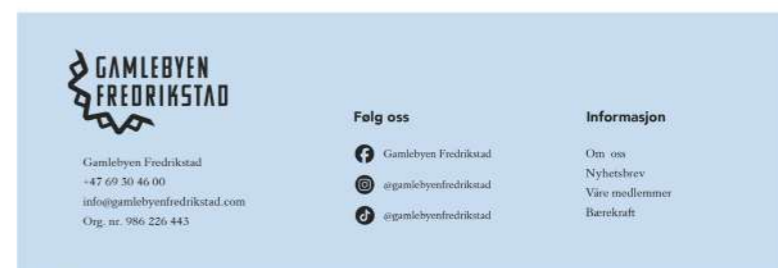 GAMLEBYEN
FREDRIKSTAD
Gamlebyen Fredrikstad
+47 69 30 46 00
info@gamlebyenfredrikstad.com
Org. nr. 986 226 443
Følg oss
Gamlebyen Fredrikstad
@gamlebyenfredrikstad
@gamlebyenfredrikstad
Informasjon
Om oss
Nyhetsbrev
Våre medlemmer
Bærekraft